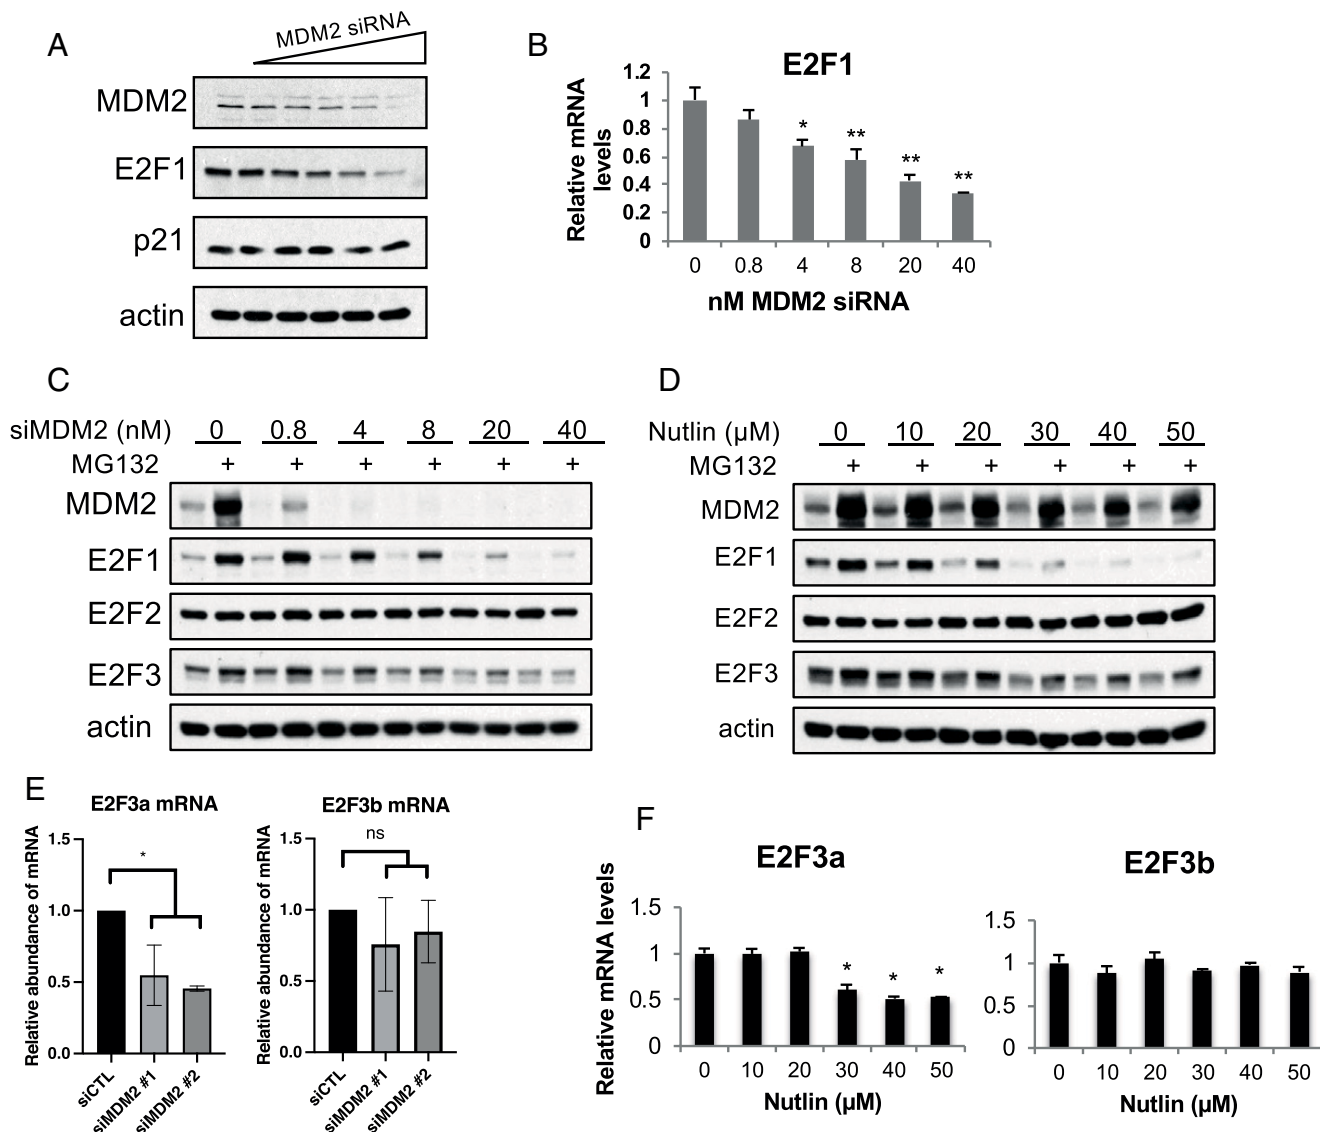 A
MDM2 siRNA
MDM2
E2F1
p21
actin
B
E2F1
Relative mRNA
levels
1.2
1
0.8
0.6
0.4
0.2
0
*
**
**
**
0 0.8 4 8 20 40
nM MDM2 siRNA
C
siMDM2 (nM) 0 0.8 4 8 20 40
MG132 + + + + + +
MDM2
E2F1
E2F2
E2F3
actin
D
Nutlin (µM) 0 10 20 30 40 50
MG132 + + + + + +
MDM2
E2F1
E2F2
E2F3
actin
E
E2F3a mRNA
Relative abundance of mRNA
1.5
1.0
0.5
0.0
*
siCTL
siMDM2 #1
siMDM2 #2
E2F3b mRNA
Relative abundance of mRNA
1.5
1.0
0.5
0.0
ns
siCTL
siMDM2 #1
siMDM2 #2
F
E2F3a
Relative mRNA levels
1.5
1
0.5
0
* * *
0 10 20 30 40 50
Nutlin (µM)
E2F3b
1.5
1
0.5
0
0 10 20 30 40 50
Nutlin (µM)